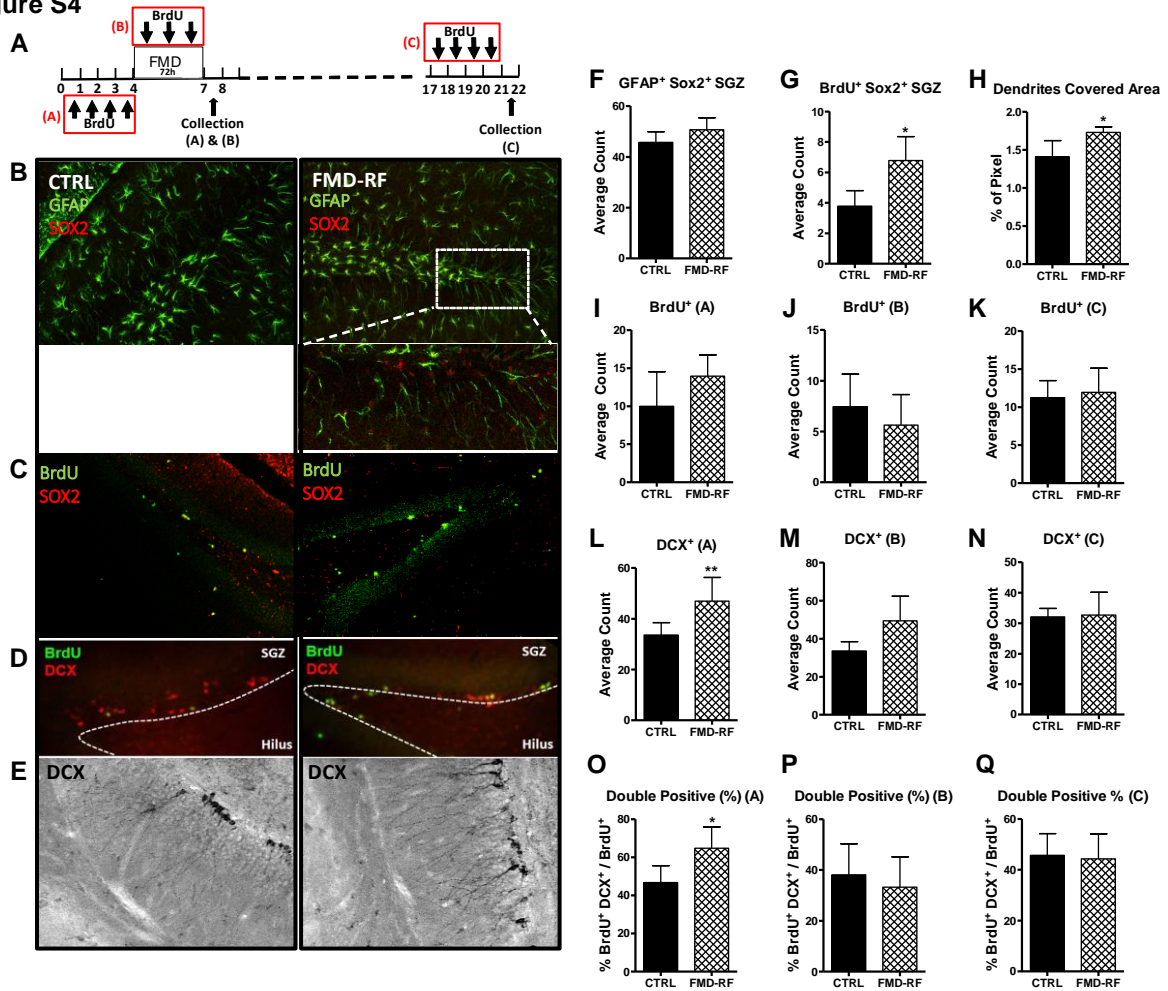 gure S4
A
(B)
BrdU
FMD
72h
0 1 2 3 4 7 8
(A)
BrdU
Collection
(A) & (B)
(C)
BrdU
17 18 19 20 21 22
Collection
(C)
B
CTRL
GFAP
SOX2
FMD-RF
GFAP
SOX2
C
BrdU
SOX2
BrdU
SOX2
D
BrdU
DCX
SGZ
Hilus
BrdU
DCX
SGZ
Hilus
E
DCX
DCX
F
GFAP+ Sox2+ SGZ
Average Count
60
40
20
0
CTRL FMD-RF
G
BrdU+ Sox2+ SGZ
Average Count
10
8
6
4
2
0
*
CTRL FMD-RF
H
Dendrites Covered Area
% of Pixel
2.0
1.5
1.0
0.5
0.0
*
CTRL FMD-RF
I
BrdU+ (A)
Average Count
20
15
10
5
0
CTRL FMD-RF
J
BrdU+ (B)
Average Count
15
10
5
0
CTRL FMD-RF
K
BrdU+ (C)
Average Count
20
15
10
5
0
CTRL FMD-RF
L
DCX+ (A)
Average Count
60
40
20
0
**
CTRL FMD-RF
M
DCX+ (B)
Average Count
80
60
40
20
0
CTRL FMD-RF
N
DCX+ (C)
Average Count
50
40
30
20
10
0
CTRL FMD-RF
O
Double Positive (%) (A)
% BrdU+ DCX+ / BrdU+
80
60
40
20
0
*
CTRL FMD-RF
P
Double Positive (%) (B)
% BrdU+ DCX+ / BrdU+
60
40
20
0
CTRL FMD-RF
Q
Double Positive % (C)
% BrdU+ DCX+ / BrdU+
60
40
20
0
CTRL FMD-RF